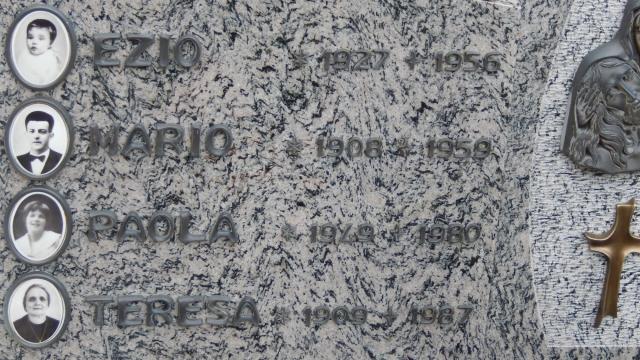 EZIO * 1927 + 1956
MARIO * 1908 + 1959
PAOLA * 1949 + 1980
TERESA * 1909 + 1987